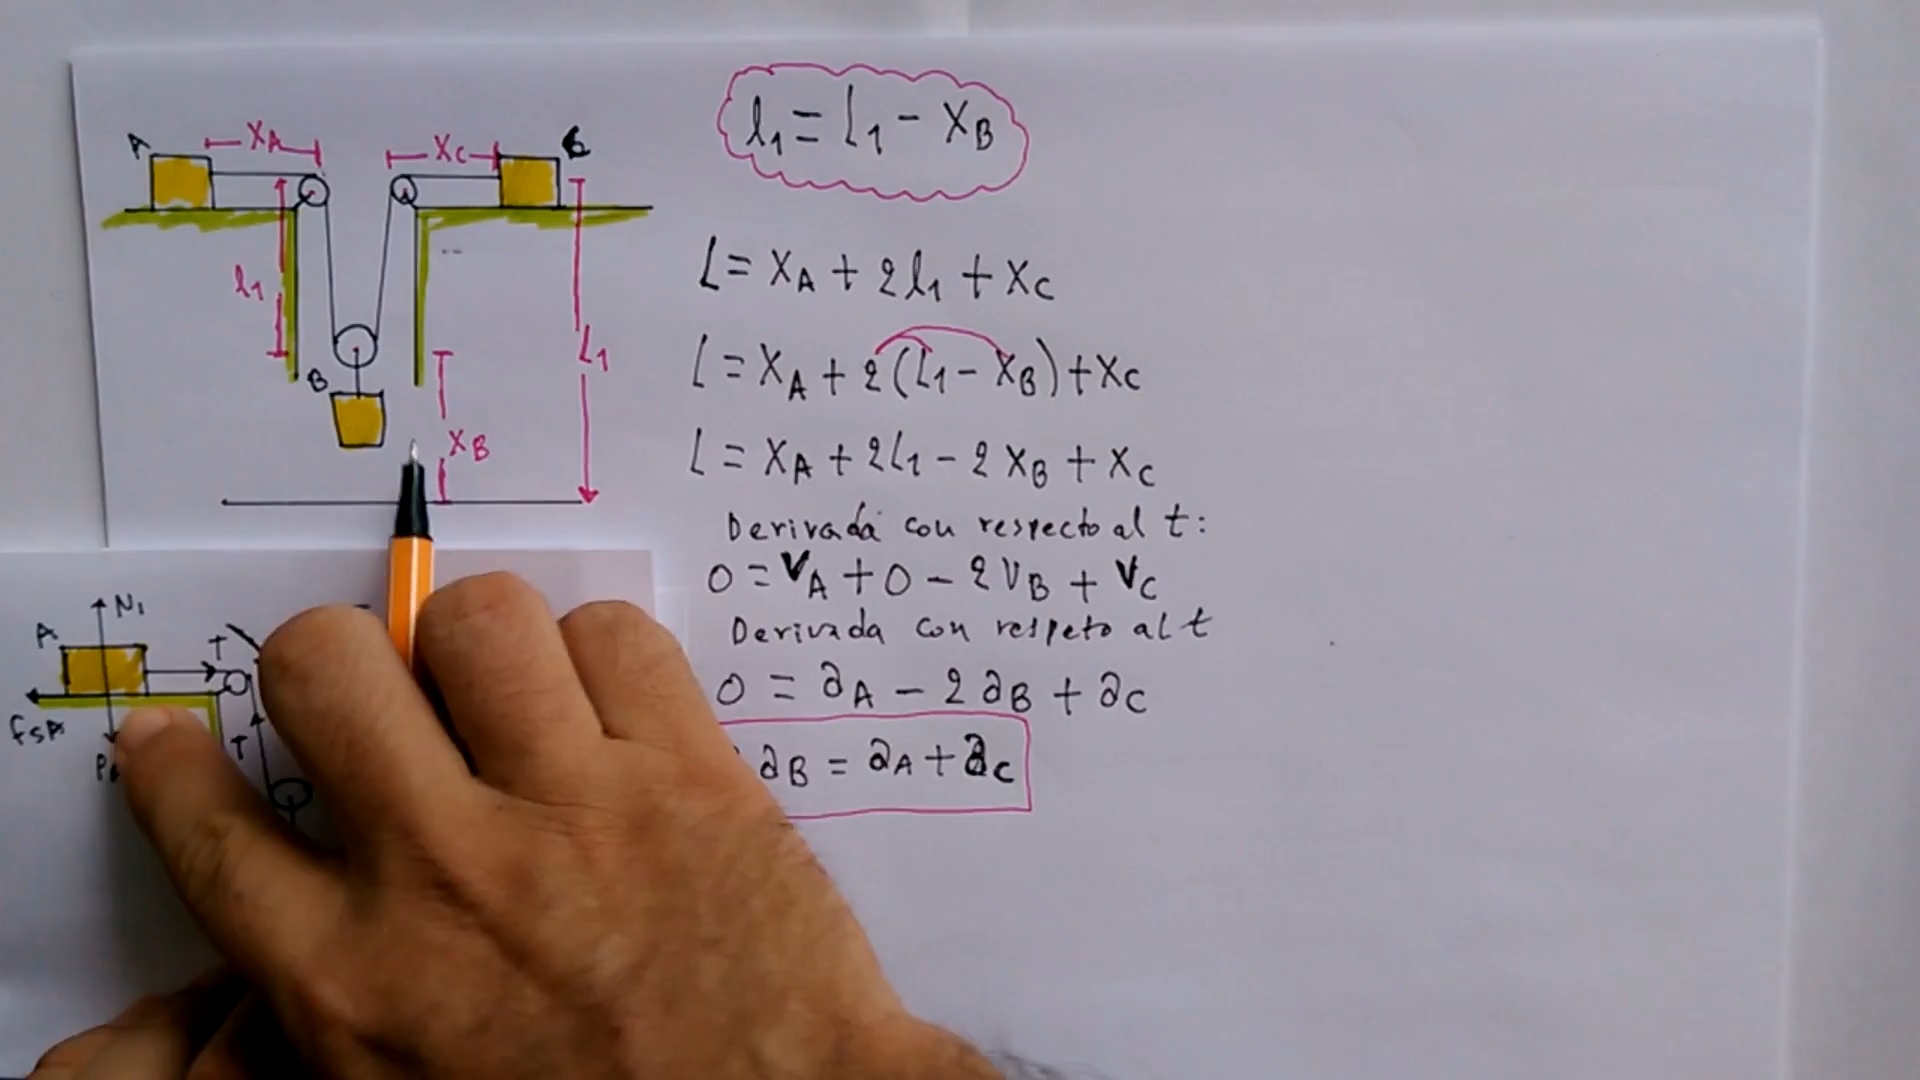 A
XA
XC
C
l1
L1
B
XB
l1 = L1 - XB
L = XA + 2l1 + XC
L = XA + 2(L1 - XB) + XC
L = XA + 2L1 - 2XB + XC
Derivada con respecto al t:
0 = VA + 0 - 2VB + VC
Derivada con respeto al t
0 = aA - 2aB + aC
aB = aA + aC
N1
A
T
fsA
T